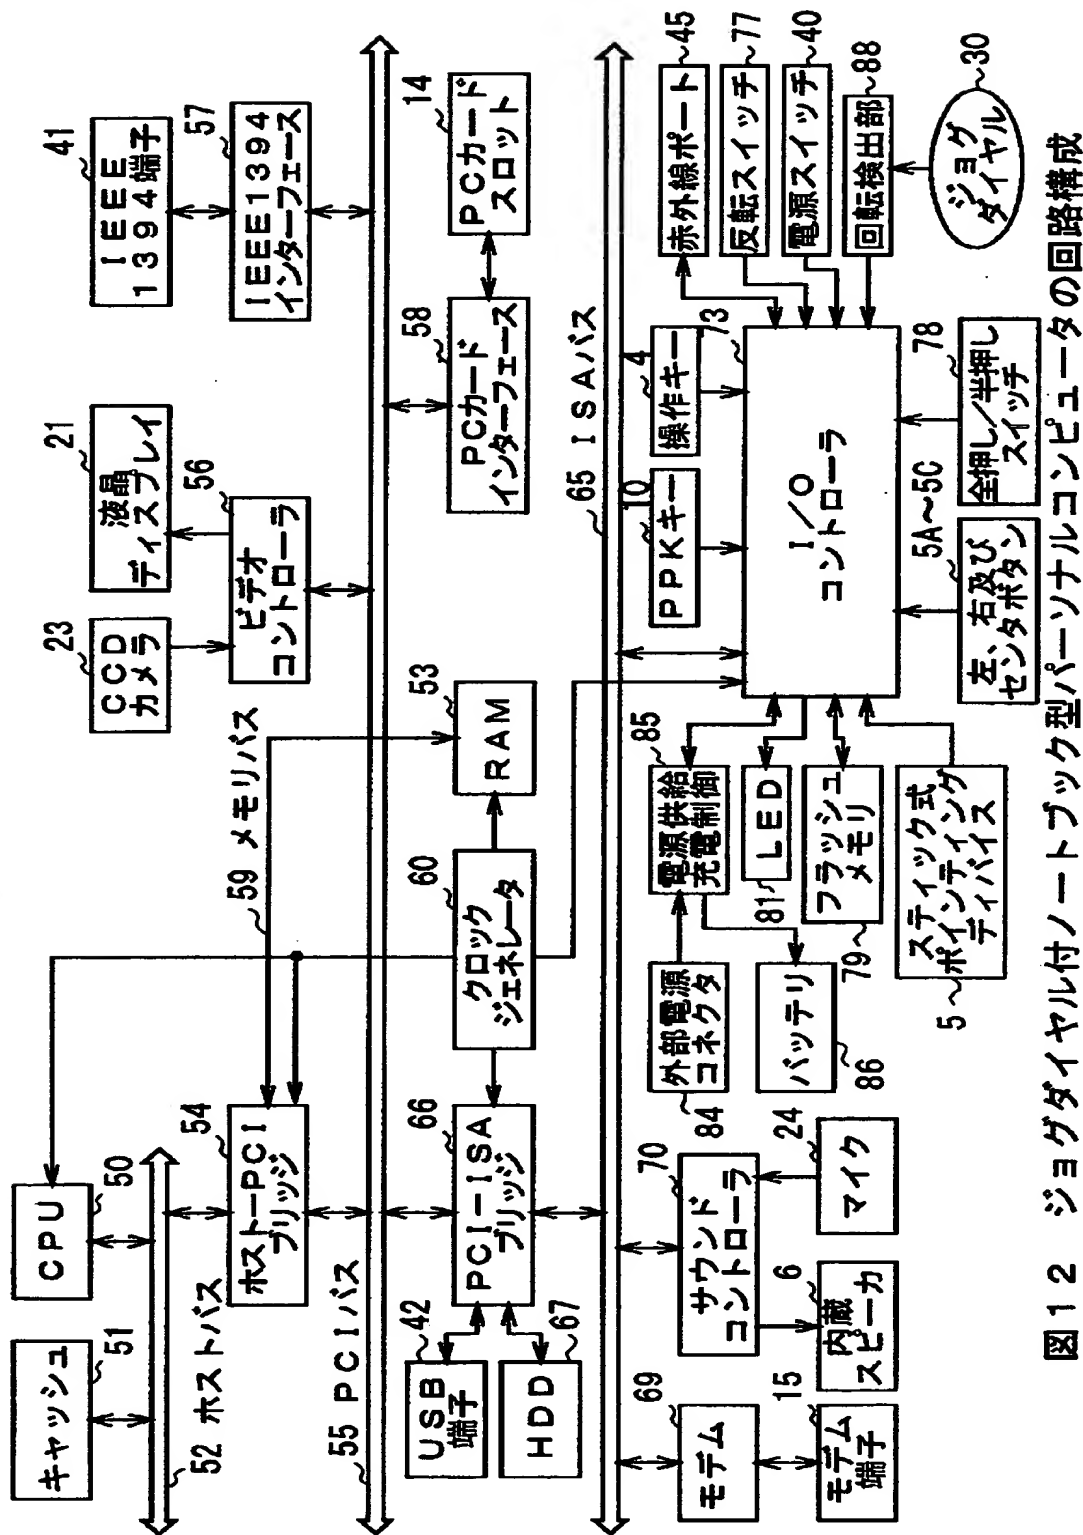 キャッシュ
51
CPU
50
52 ホストバス
ホスト－PCI
ブリッジ
54
59 メモリバス
CCD
カメラ
23
液晶
ディスプレイ
21
ビデオ
コントローラ
56
IEEE
1394端子
41
IEEE1394
インターフェース
57
55 PCIバス
USB
端子
42
HDD
67
PCI－ISA
ブリッジ
66
クロック
ジェネレータ
60
RAM
53
PCカード
インターフェース
58
PCカード
スロット
14
65 ISAバス
モデム
69
モデム
端子
15
サウンド
コントローラ
70
内蔵
スピーカ
6
マイク
24
外部電源
コネクタ
84
電源供給
充電制御
85
バッテリ
86
LED
81
フラッシュ
メモリ
79
スティック式
ポインティング
ディバイス
5
PPKキー
10
操作キー
4
I/O
コントローラ
73
左、右及び
センタボタン
5A～5C
全押し/半押し
スイッチ
78
赤外線ポート
45
反転スイッチ
77
電源スイッチ
40
回転検出部
88
ジョグ
ダイヤル
30
図12 ジョグダイヤル付ノートブック型パーソナルコンピュータの回路構成